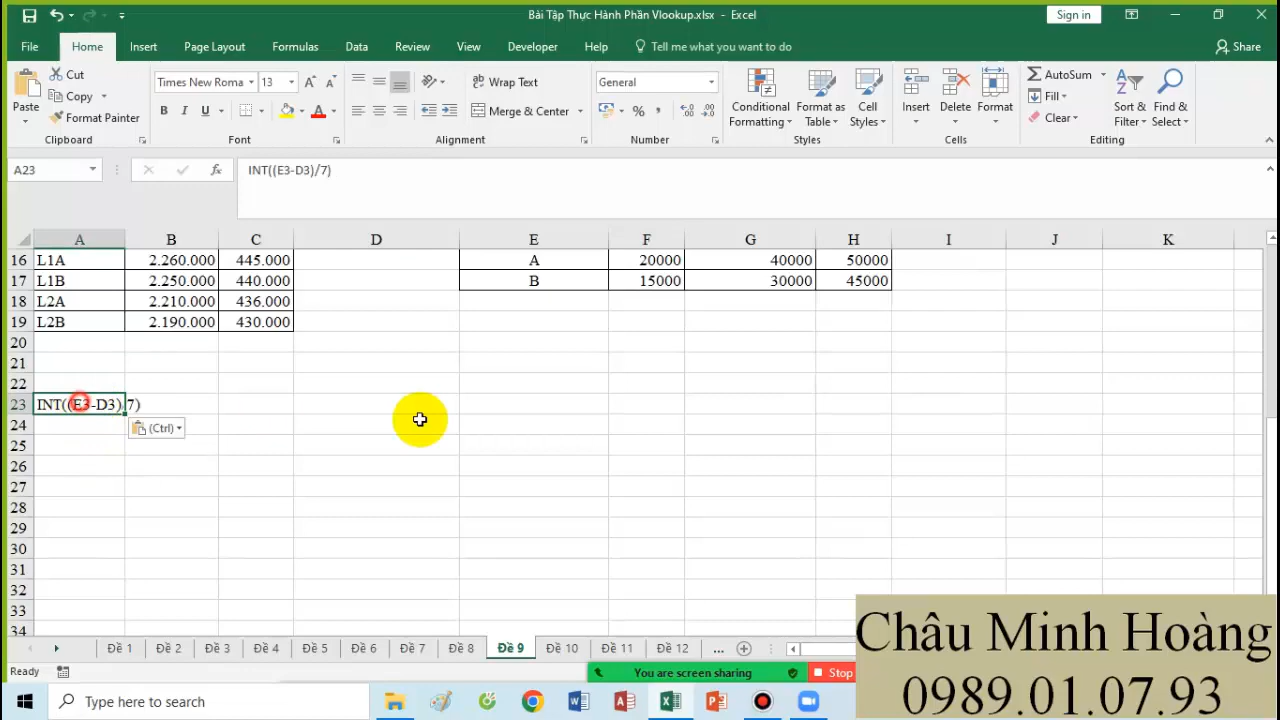 Bài Tập Thực Hành Phần Vlookup.xlsx - Excel
Sign in
File Home Insert Page Layout Formulas Data Review View Developer Help Tell me what you want to do Share
Paste
Cut
Copy
Format Painter
Clipboard
Times New Roma 13
B I U
Font
Wrap Text
Merge & Center
Alignment
General
Number
Conditional Formatting
Format as Table
Cell Styles
Styles
Insert Delete Format
Cells
AutoSum
Fill
Clear
Sort & Filter
Find & Select
Editing
A23 fx INT((E3-D3)/7)
A B C D E F G H I J K
16 L1A 2.260.000 445.000 A 20000 40000 50000
17 L1B 2.250.000 440.000 B 15000 30000 45000
18 L2A 2.210.000 436.000
19 L2B 2.190.000 430.000
20
21
22
23 INT((E3-D3)/7)
24 (Ctrl)
25
26
27
28
29
30
31
32
33
34
Đề 1 Đề 2 Đề 3 Đề 4 Đề 5 Đề 6 Đề 7 Đề 8 Đề 9 Đề 10 Đề 11 Đề 12 ...
Ready
You are screen sharing Stop
Type here to search
Châu Minh Hoàng
0989.01.07.93